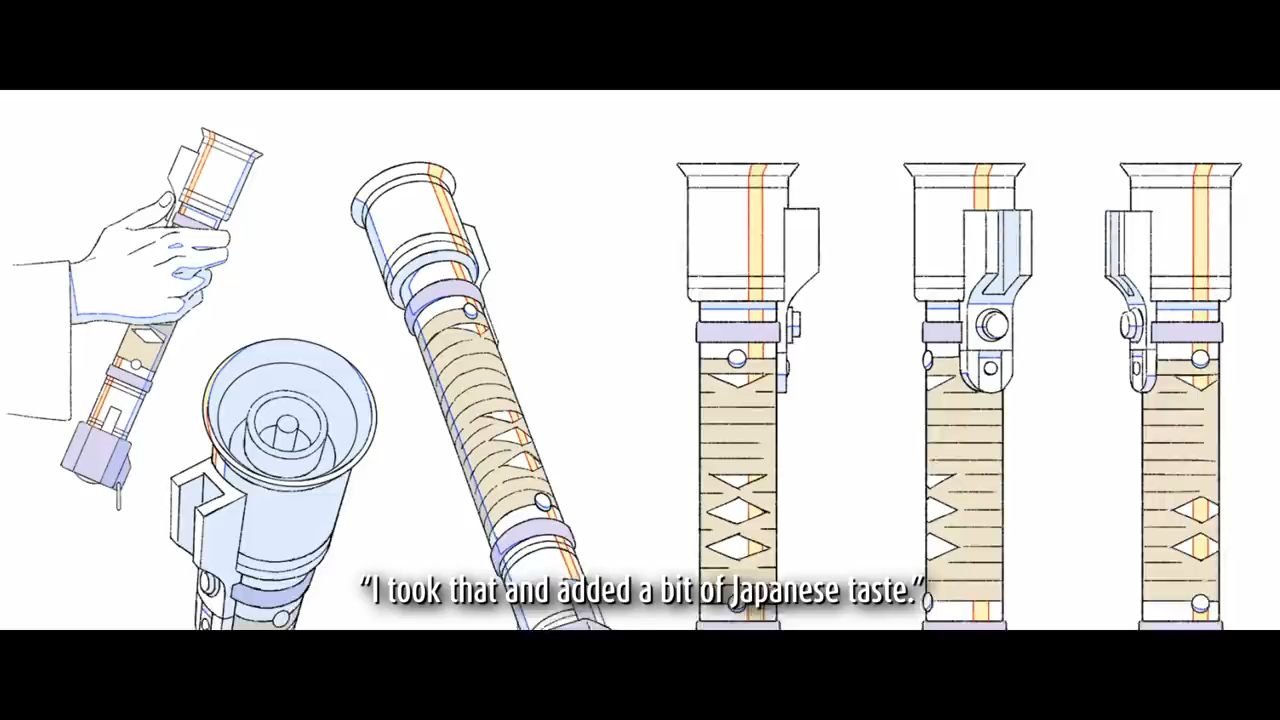 “I took that and added a bit of Japanese taste.”